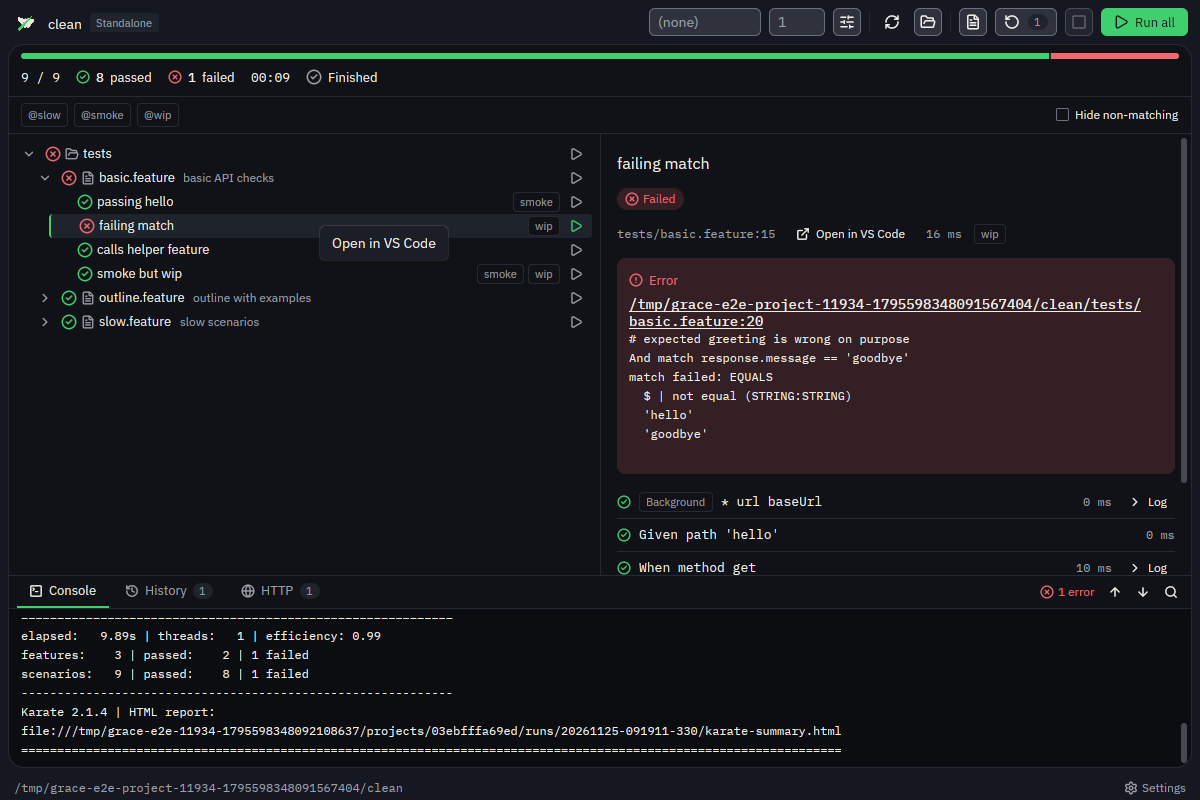 clean Standalone (none) 1 1 Run all
9 / 9 8 passed 1 failed 00:09 Finished
@slow @smoke @wip Hide non-matching
tests
basic.feature basic API checks
passing hello smoke
failing match wip
calls helper feature
smoke but wip smoke wip
outline.feature outline with examples
slow.feature slow scenarios
Open in VS Code
failing match
Failed
tests/basic.feature:15 Open in VS Code 16 ms wip
Error
/tmp/grace-e2e-project-11934-1795598348091567404/clean/tests/
basic.feature:20
# expected greeting is wrong on purpose
And match response.message == 'goodbye'
match failed: EQUALS
$ | not equal (STRING:STRING)
'hello'
'goodbye'
Background * url baseUrl 0 ms Log
Given path 'hello' 0 ms
When method get 10 ms Log
Console History 1 HTTP 1 1 error
------------------------------------------------------------
elapsed: 9.89s | threads: 1 | efficiency: 0.99
features: 3 | passed: 2 | 1 failed
scenarios: 9 | passed: 8 | 1 failed
------------------------------------------------------------
Karate 2.1.4 | HTML report:
file:///tmp/grace-e2e-11934-1795598348092108637/projects/03ebfffa69ed/runs/20261125-091911-330/karate-summary.html
==================================================================================================================
/tmp/grace-e2e-project-11934-1795598348091567404/clean Settings